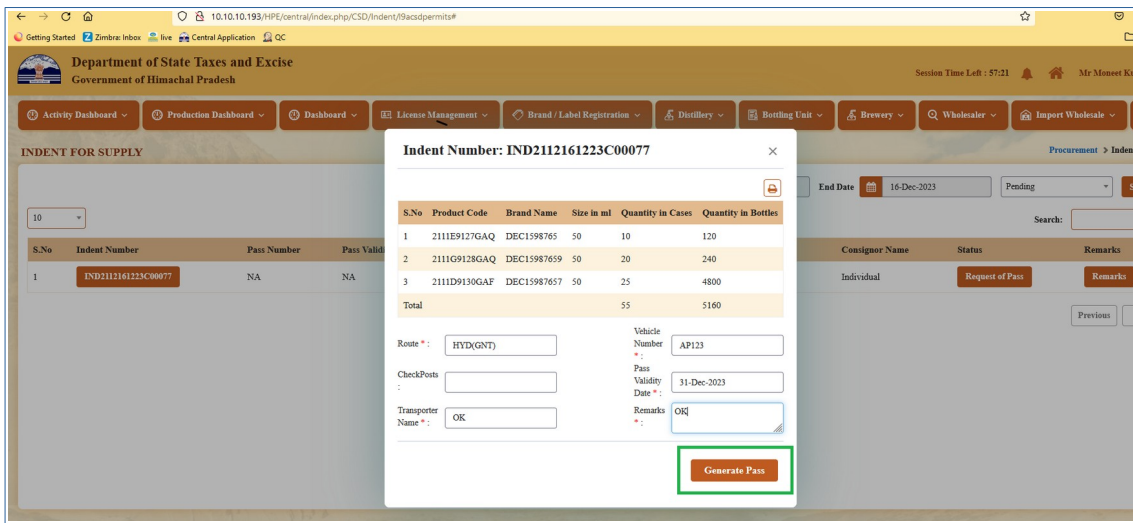 10.10.10.193/HPE/central/index.php/CSD/Indent/l9acsdpermits#
Getting Started Zimbra: Inbox live Central Application QC
Department of State Taxes and Excise
Government of Himachal Pradesh
Session Time Left : 57:21 Mr Moneet Ku
Activity Dashboard Production Dashboard Dashboard License Management Brand / Label Registration Distillery Bottling Unit Brewery Wholesaler Import Wholesale
INDENT FOR SUPPLY
Procurement > Inden
Indent Number: IND2112161223C00077 ×
End Date 16-Dec-2023 Pending S
10
Search:
S.No Indent Number Pass Number Pass Validi Consignor Name Status Remarks
1 IND2112161223C00077 NA NA Individual Request of Pass Remarks
Previous
S.No Product Code Brand Name Size in ml Quantity in Cases Quantity in Bottles
1 2111E9127GAQ DEC1598765 50 10 120
2 2111G9128GAQ DEC15987659 50 20 240
3 2111D9130GAF DEC15987657 50 25 4800
Total 55 5160
Route * : HYD(GNT)
Vehicle Number * : AP123
CheckPosts :
Pass Validity Date * : 31-Dec-2023
Transporter Name * : OK
Remarks * : OK
Generate Pass